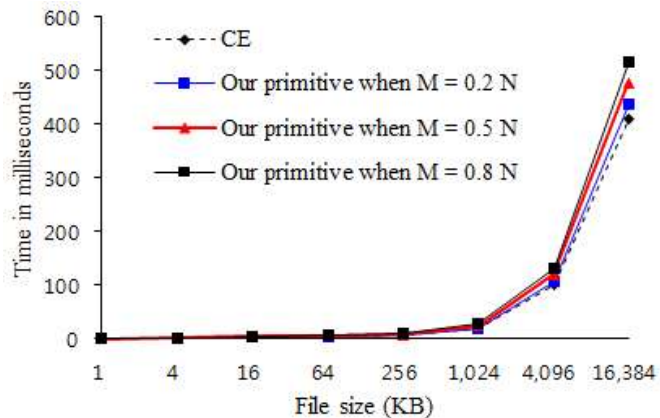 600
500
400
300
200
100
0
Time in milliseconds
CE
Our primitive when M = 0.2 N
Our primitive when M = 0.5 N
Our primitive when M = 0.8 N
1 4 16 64 256 1,024 4,096 16,384
File size (KB)